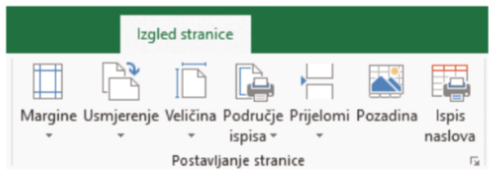 Izgled stranice
Margine Usmjerenje Veličina Područje Prijelomi Pozadina Ispis
ispisa naslova
Postavljanje stranice